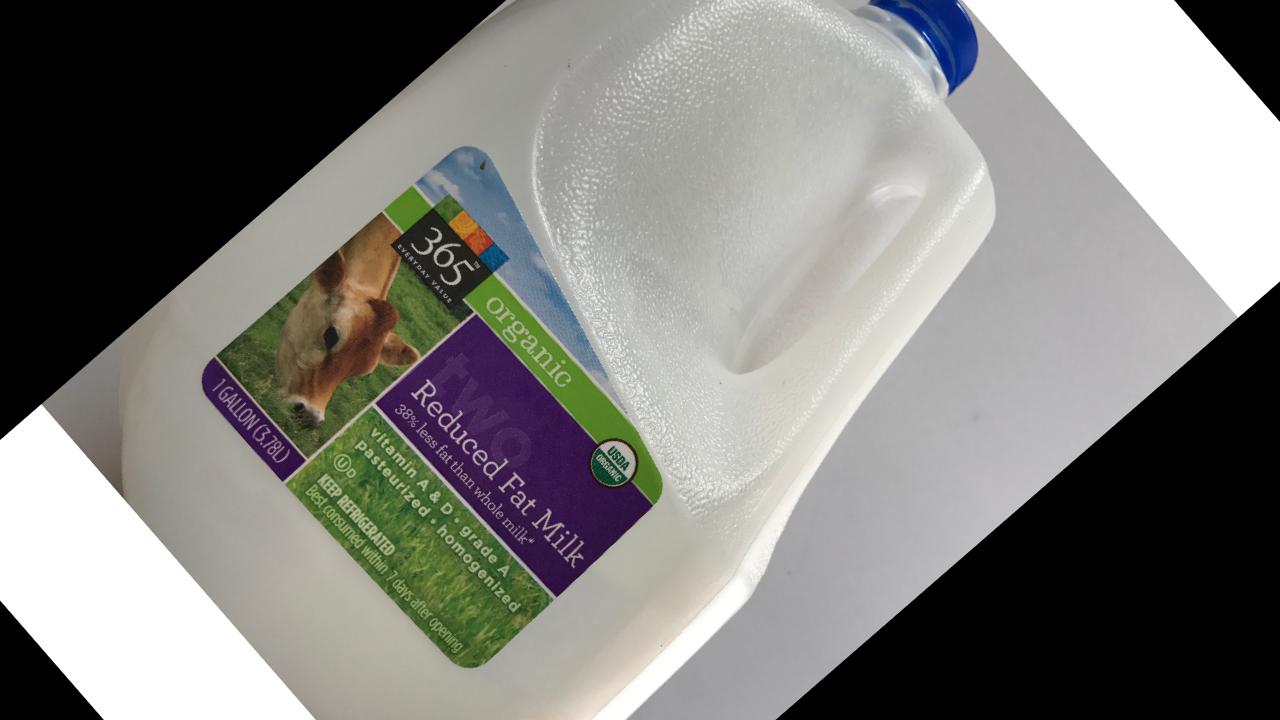 365™
EVERYDAY VALUE
organic
two
Reduced Fat Milk
38% less fat than whole milk*
USDA
ORGANIC
vitamin A & D • grade A
pasteurized • homogenized
U D
KEEP REFRIGERATED
Best consumed within 7 days after opening
1 GALLON (3.78L)